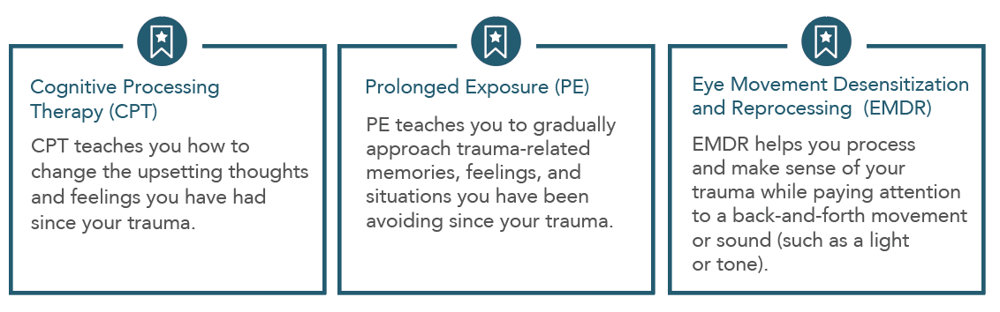 Cognitive Processing
Therapy (CPT)
CPT teaches you how to
change the upsetting thoughts
and feelings you have had
since your trauma.
Prolonged Exposure (PE)
PE teaches you to gradually
approach trauma-related
memories, feelings, and
situations you have been
avoiding since your trauma.
Eye Movement Desensitization
and Reprocessing  (EMDR)
EMDR helps you process
and make sense of your
trauma while paying attention
to a back-and-forth movement
or sound (such as a light
or tone).